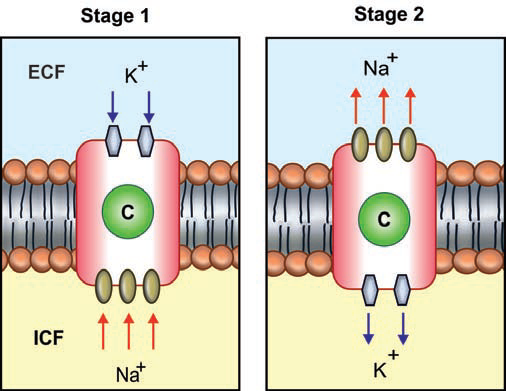 Stage 1
Stage 2
ECF
K+
C
ICF
Na+
Na+
C
K+